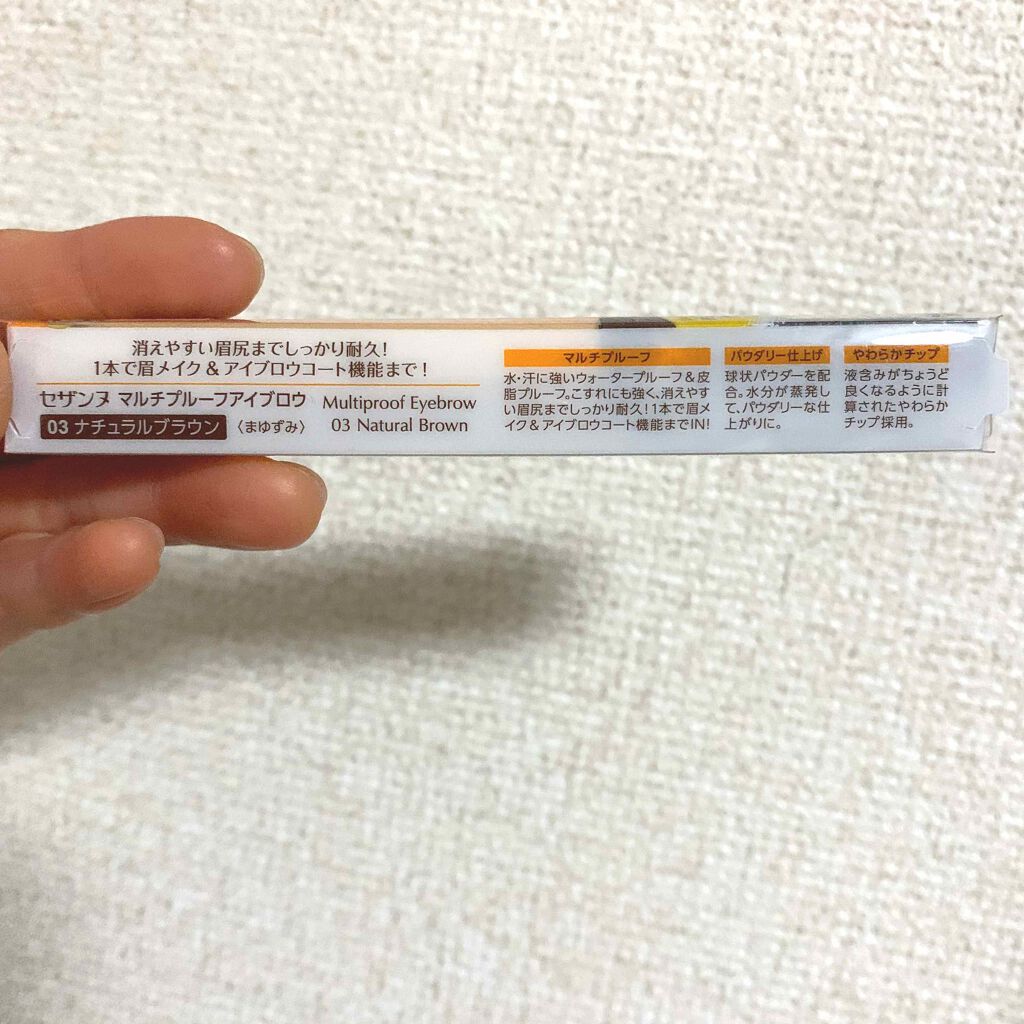 消えやすい眉尻までしっかり耐久!
1本で眉メイク&アイブロウコート機能まで!
セザンヌ マルチプルーフアイブロウ Multiproof Eyebrow
03 ナチュラルブラウン 〈まゆずみ〉 03 Natural Brown
マルチプルーフ
水・汗に強いウォータープルーフ&皮
脂プルーフ。こすれにも強く、消えやす
い眉尻までしっかり耐久!1本で眉メ
イク&アイブロウコート機能までIN!
パウダリー仕上げ
球状パウダーを配
合。水分が蒸発し
て、パウダリーな仕
上がりに。
やわらかチップ
液含みがちょうど
良くなるように計
算されたやわらか
チップ採用。